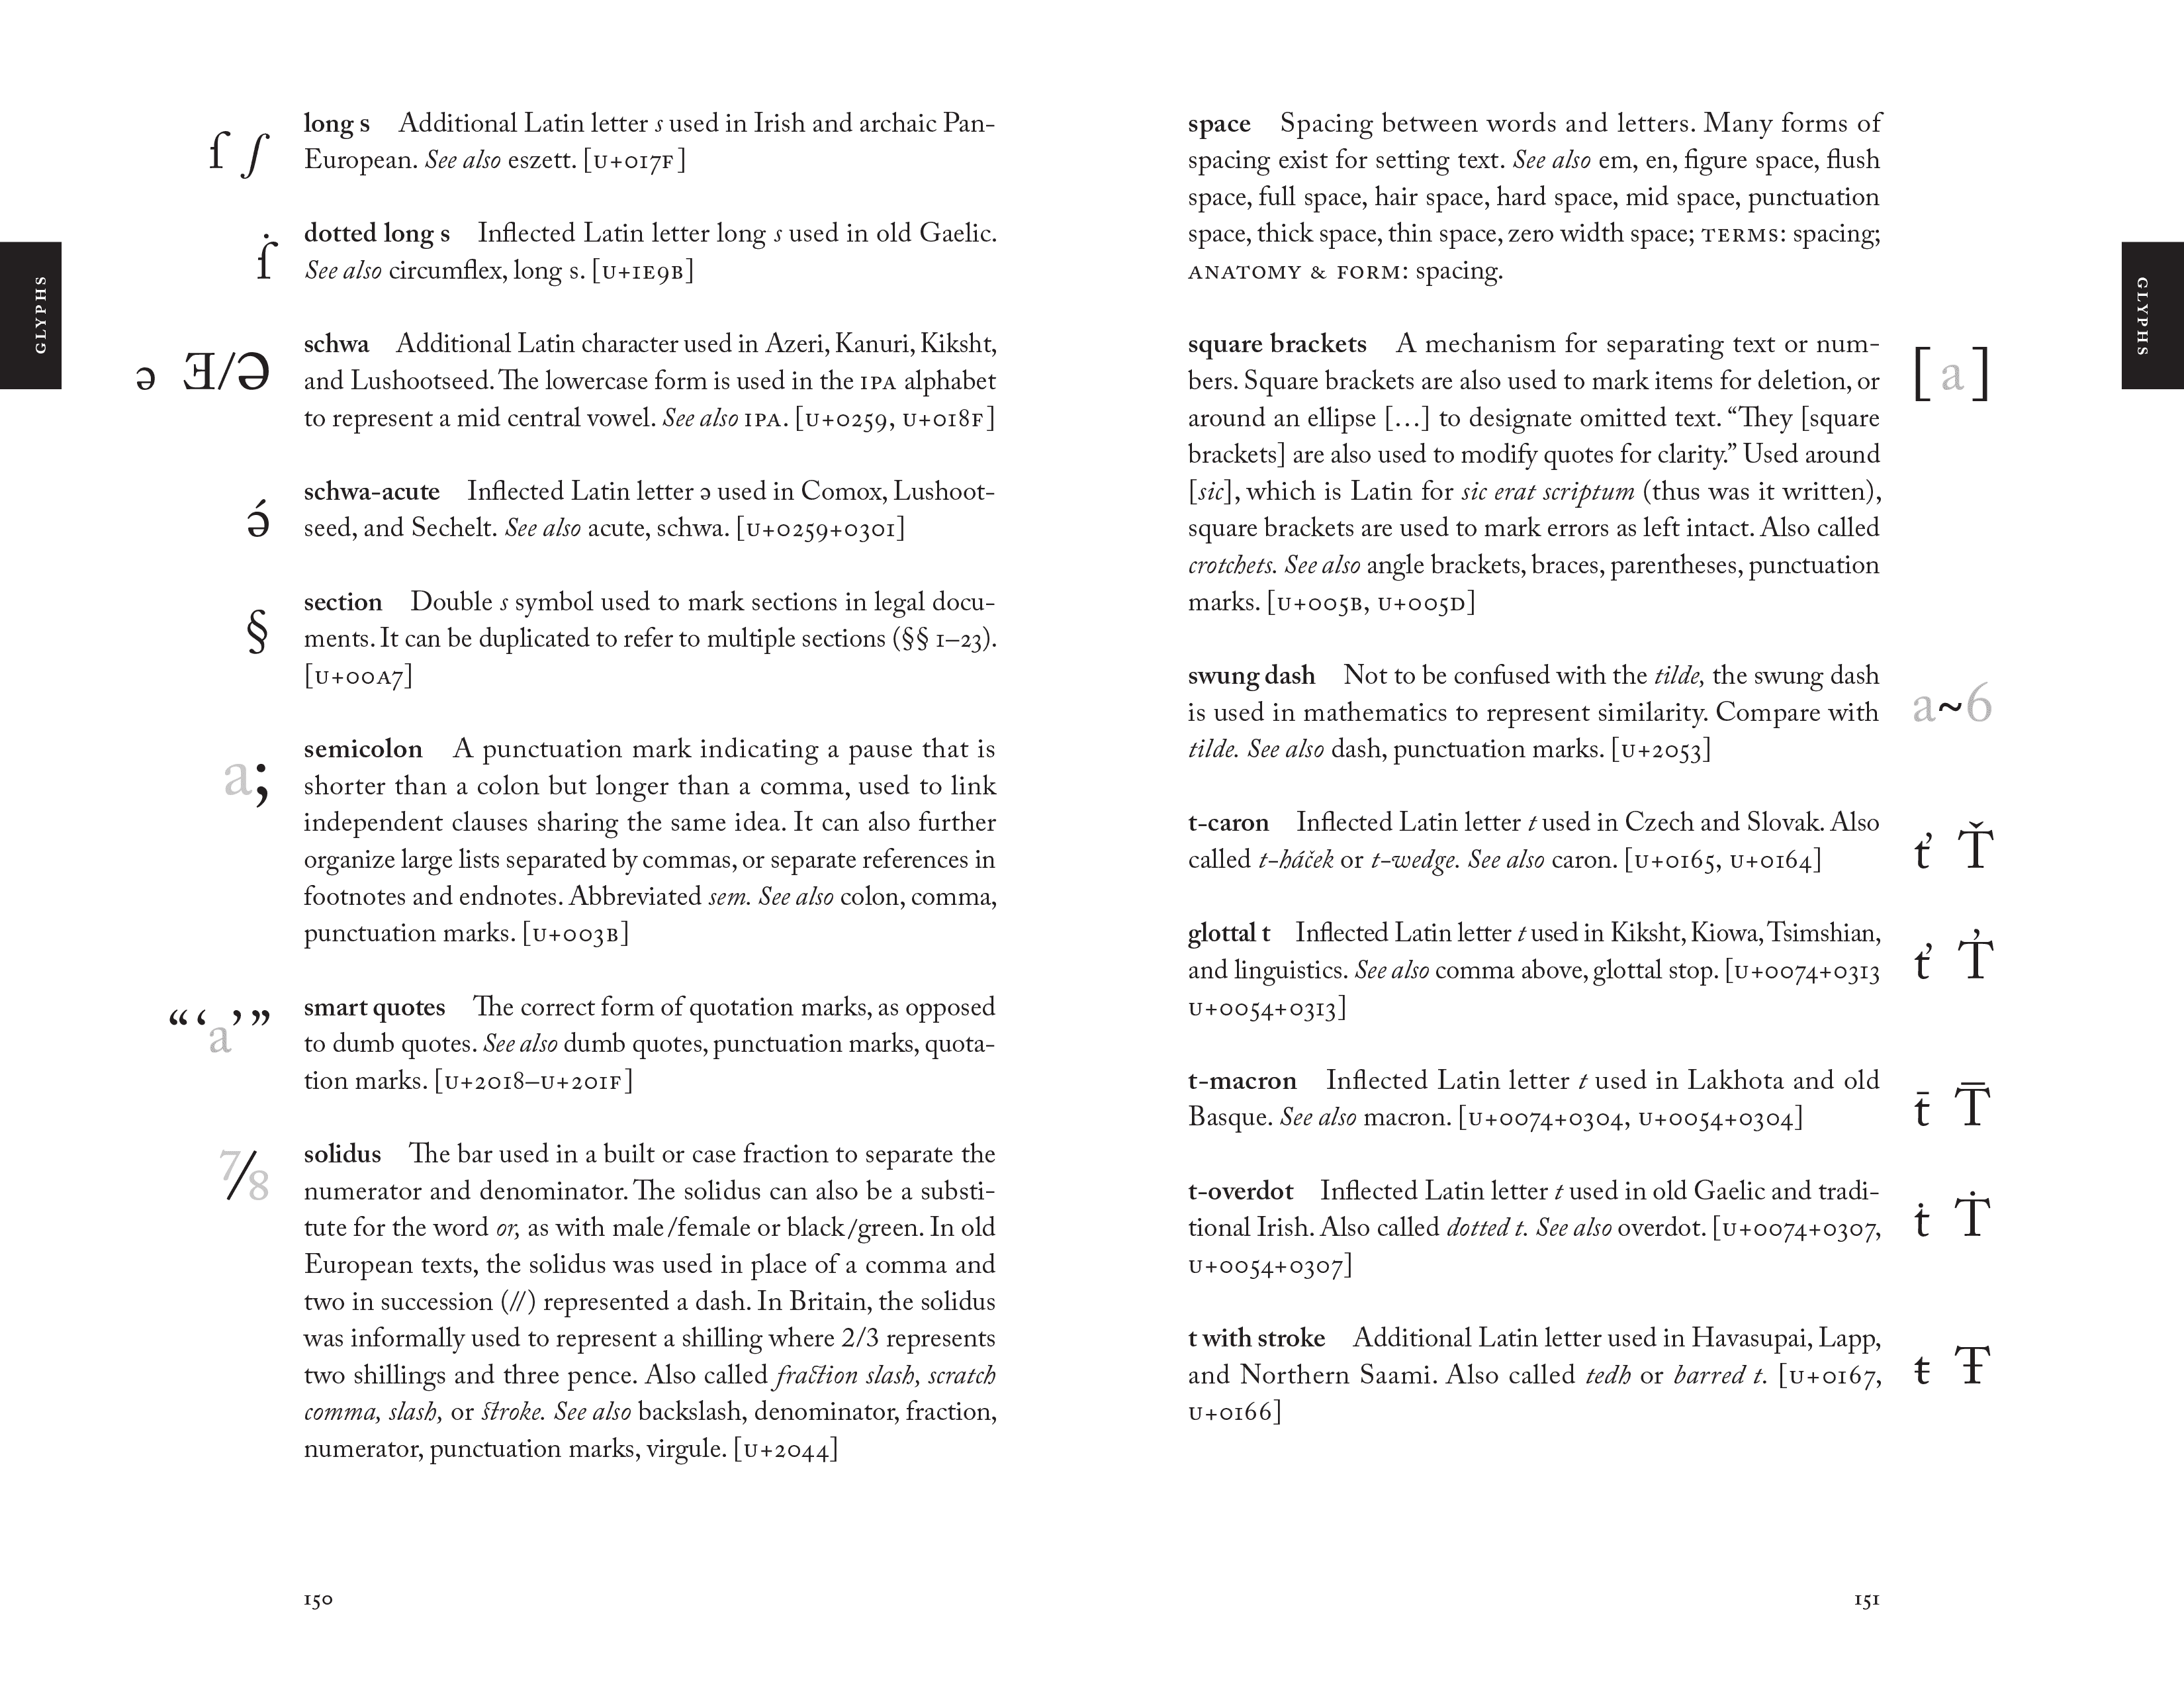 GLYPHS
ſ ſ
long s Additional Latin letter s used in Irish and archaic Pan-
European. See also eszett. [U+017F]
ẛ
dotted long s Inflected Latin letter long s used in old Gaelic.
See also circumflex, long s. [U+1E9B]
ə Ǝ/Ə
schwa Additional Latin character used in Azeri, Kanuri, Kiksht,
and Lushootseed. The lowercase form is used in the IPA alphabet
to represent a mid central vowel. See also IPA. [U+0259, U+018F]
ə́
schwa-acute Inflected Latin letter ə used in Comox, Lushoot-
seed, and Sechelt. See also acute, schwa. [U+0259+0301]
§
section Double s symbol used to mark sections in legal docu-
ments. It can be duplicated to refer to multiple sections (§§ 1–23).
[U+00A7]
a;
semicolon A punctuation mark indicating a pause that is
shorter than a colon but longer than a comma, used to link
independent clauses sharing the same idea. It can also further
organize large lists separated by commas, or separate references in
footnotes and endnotes. Abbreviated sem. See also colon, comma,
punctuation marks. [U+003B]
“ ‘a’ ”
smart quotes The correct form of quotation marks, as opposed
to dumb quotes. See also dumb quotes, punctuation marks, quota-
tion marks. [U+2018–U+201F]
7⁄8
solidus The bar used in a built or case fraction to separate the
numerator and denominator. The solidus can also be a substi-
tute for the word or, as with male/female or black/green. In old
European texts, the solidus was used in place of a comma and
two in succession (//) represented a dash. In Britain, the solidus
was informally used to represent a shilling where 2/3 represents
two shillings and three pence. Also called fraction slash, scratch
comma, slash, or stroke. See also backslash, denominator, fraction,
numerator, punctuation marks, virgule. [U+2044]
150
space Spacing between words and letters. Many forms of
spacing exist for setting text. See also em, en, figure space, flush
space, full space, hair space, hard space, mid space, punctuation
space, thick space, thin space, zero width space; TERMS: spacing;
ANATOMY & FORM: spacing.
square brackets A mechanism for separating text or num-
bers. Square brackets are also used to mark items for deletion, or
around an ellipse […] to designate omitted text. “They [square
brackets] are also used to modify quotes for clarity.” Used around
[sic], which is Latin for sic erat scriptum (thus was it written),
square brackets are used to mark errors as left intact. Also called
crotchets. See also angle brackets, braces, parentheses, punctuation
marks. [U+005B, U+005D]
[a]
swung dash Not to be confused with the tilde, the swung dash
is used in mathematics to represent similarity. Compare with
tilde. See also dash, punctuation marks. [U+2053]
a~6
t-caron Inflected Latin letter t used in Czech and Slovak. Also
called t-háček or t-wedge. See also caron. [U+0165, U+0164]
ť Ť
glottal t Inflected Latin letter t used in Kiksht, Kiowa, Tsimshian,
and linguistics. See also comma above, glottal stop. [U+0074+0313
U+0054+0313]
t̓ T̓
t-macron Inflected Latin letter t used in Lakhota and old
Basque. See also macron. [U+0074+0304, U+0054+0304]
t̄ T̄
t-overdot Inflected Latin letter t used in old Gaelic and tradi-
tional Irish. Also called dotted t. See also overdot. [U+0074+0307,
U+0054+0307]
ṫ Ṫ
t with stroke Additional Latin letter used in Havasupai, Lapp,
and Northern Saami. Also called tedh or barred t. [U+0167,
U+0166]
ŧ Ŧ
151
GLYPHS